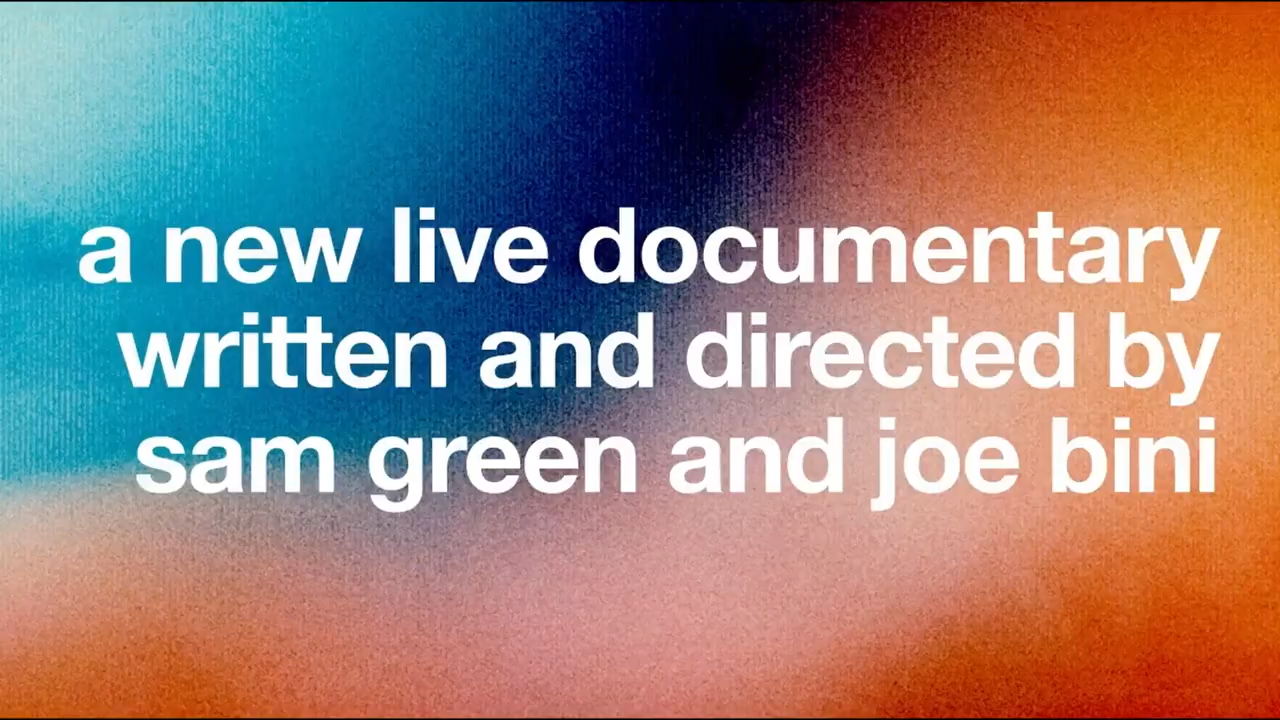 a new live documentary
written and directed by
sam green and joe bini